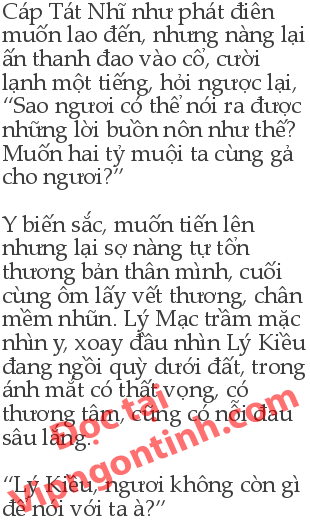 Cáp Tát Nhĩ như phát điên
muốn lao đến, nhưng nàng lại
ấn thanh đao vào cổ, cười
lạnh một tiếng, hỏi ngược lại,
“Sao ngươi có thể nói ra được
những lời buồn nôn như thế?
Muốn hai tỷ muội ta cùng gả
cho ngươi?”
Y biến sắc, muốn tiến lên
nhưng lại sợ nàng tự tổn
thương bản thân mình, cuối
cùng ôm lấy vết thương, chân
mềm nhũn. Lý Mạc trầm mặc
nhìn y, xoay đầu nhìn Lý Kiều
đang ngồi quỳ dưới đất, trong
ánh mắt có thất vọng, có
thương tâm, cũng có nỗi đau
sâu lắng.
Đọc tại
Vipngontinh.com
“Lý Kiều, ngươi không còn gì
để nói với ta à?”